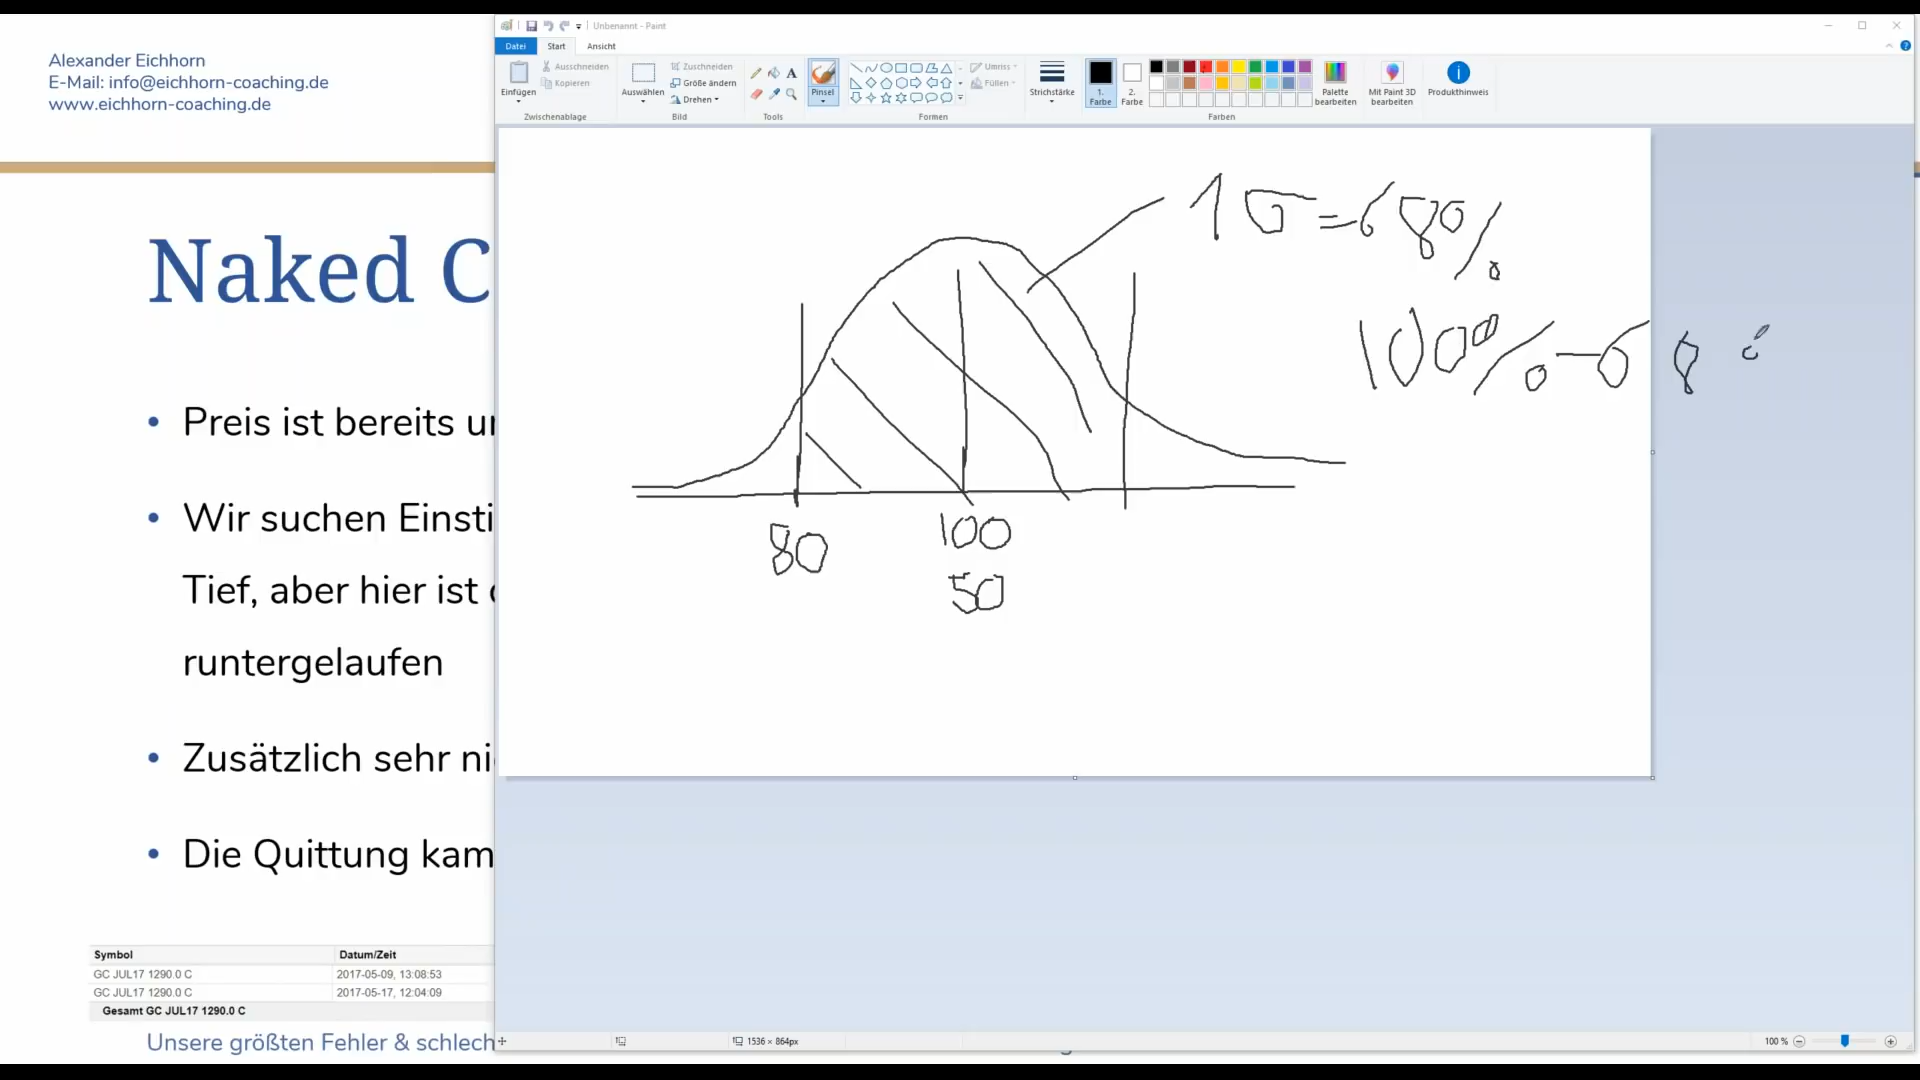 Alexander Eichhorn
E-Mail: info@eichhorn-coaching.de
www.eichhorn-coaching.de
Naked C
Preis ist bereits
Wir suchen Einsti
Tief, aber hier ist
runtergelaufen
Zusätzlich sehr
Die Quittung kam
Symbol Datum/Zeit
GC JUL17 1290.0 C 2017-05-09, 13:08:53
GC JUL17 1290.0 C 2017-05-17, 12:04:09
Gesamt GC JUL17 1290.0 C
Unsere größten Fehler & schlech
Unbenannt - Paint
Datei Start Ansicht
Einfügen
Ausschneiden
Kopieren
Zwischenablage
Auswählen
Zuschneiden
Größe ändern
Drehen
Bild
Tools
Pinsel
Umriss
Füllen
Formen
Strichstärke
1. Farbe
2. Farbe
Palette bearbeiten
Farben
Mit Paint 3D bearbeiten
Produkthinweis
1σ=68%
100%-68
80 100
50
1536 × 864px
100 %